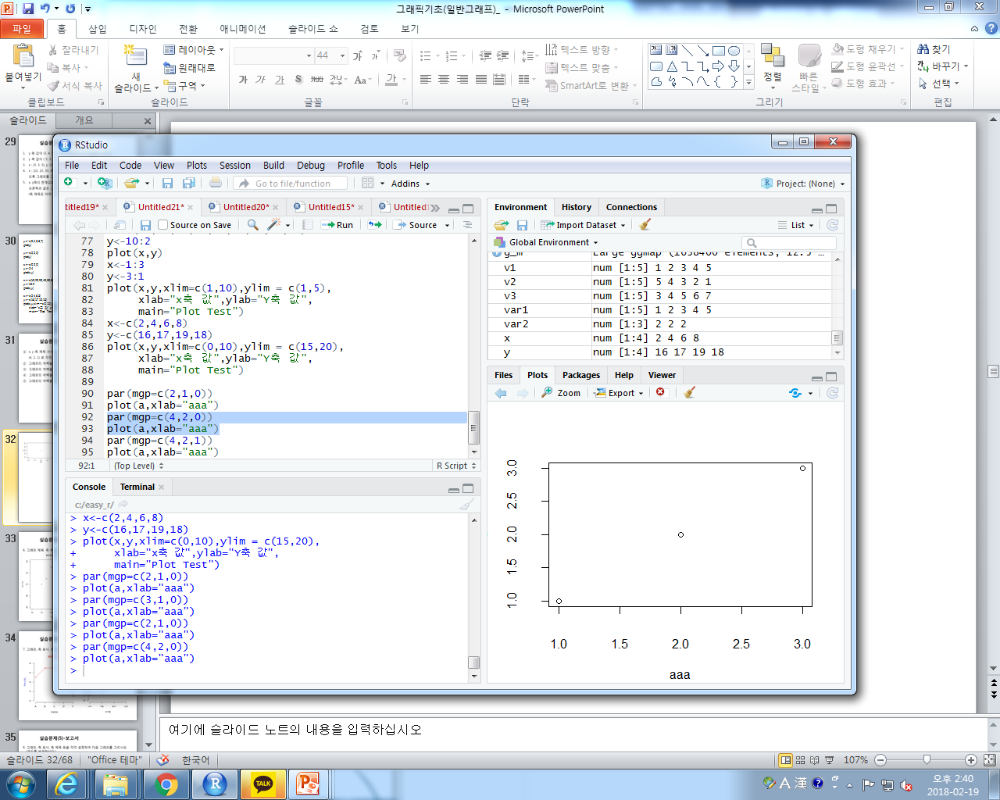 그래픽기초(일반그래프)_ - Microsoft PowerPoint
파일 홈 삽입 디자인 전환 애니메이션 슬라이드 쇼 검토 보기
붙여넣기
잘라내기
복사
서식 복사
클립보드
새 슬라이드
레이아웃
원래대로
구역
슬라이드
44
가 가 가 S 가나 Aa 가
글꼴
텍스트 방향
텍스트 맞춤
SmartArt로 변환
단락
정렬
빠른 스타일
도형 채우기
도형 윤곽선
도형 효과
그리기
찾기
바꾸기
선택
편집
슬라이드 개요
29
30
31
32
33
34
35
실습문제(5)-보고서
RStudio
File Edit Code View Plots Session Build Debug Profile Tools Help
Go to file/function Addins Project: (None)
titled19* Untitled21* Untitled20* Untitled15* Untitled
Source on Save Run Source
77 y<-10:2
78 plot(x,y)
79 x<-1:3
80 y<-3:1
81 plot(x,y,xlim=c(1,10),ylim = c(1,5),
82 xlab="x축 값",ylab="Y축 값",
83 main="Plot Test")
84 x<-c(2,4,6,8)
85 y<-c(16,17,19,18)
86 plot(x,y,xlim=c(0,10),ylim = c(15,20),
87 xlab="x축 값",ylab="Y축 값",
88 main="Plot Test")
89
90 par(mgp=c(2,1,0))
91 plot(a,xlab="aaa")
92 par(mgp=c(4,2,0))
93 plot(a,xlab="aaa")
94 par(mgp=c(4,2,1))
95 plot(a,xlab="aaa")
92:1 (Top Level) R Script
Console Terminal
c:/easy_r/
> x<-c(2,4,6,8)
> y<-c(16,17,19,18)
> plot(x,y,xlim=c(0,10),ylim = c(15,20),
+ xlab="x축 값",ylab="Y축 값",
+ main="Plot Test")
> par(mgp=c(2,1,0))
> plot(a,xlab="aaa")
> par(mgp=c(3,1,0))
> plot(a,xlab="aaa")
> par(mgp=c(2,1,0))
> plot(a,xlab="aaa")
> par(mgp=c(4,2,0))
> plot(a,xlab="aaa")
>
Environment History Connections
Import Dataset List
Global Environment
g_m Large ggmap (1638400 elements, 12.5 …
v1 num [1:5] 1 2 3 4 5
v2 num [1:5] 5 4 3 2 1
v3 num [1:5] 3 4 5 6 7
var1 num [1:5] 1 2 3 4 5
var2 num [1:3] 2 2 2
x num [1:4] 2 4 6 8
y num [1:4] 16 17 19 18
Files Plots Packages Help Viewer
Zoom Export
3.0
2.5
2.0
1.5
1.0
1.0 1.5 2.0 2.5 3.0
aaa
여기에 슬라이드 노트의 내용을 입력하십시오
슬라이드 32/68 "Office 테마" 한국어 107%
TALK
A 漢
오후 2:40
2018-02-19